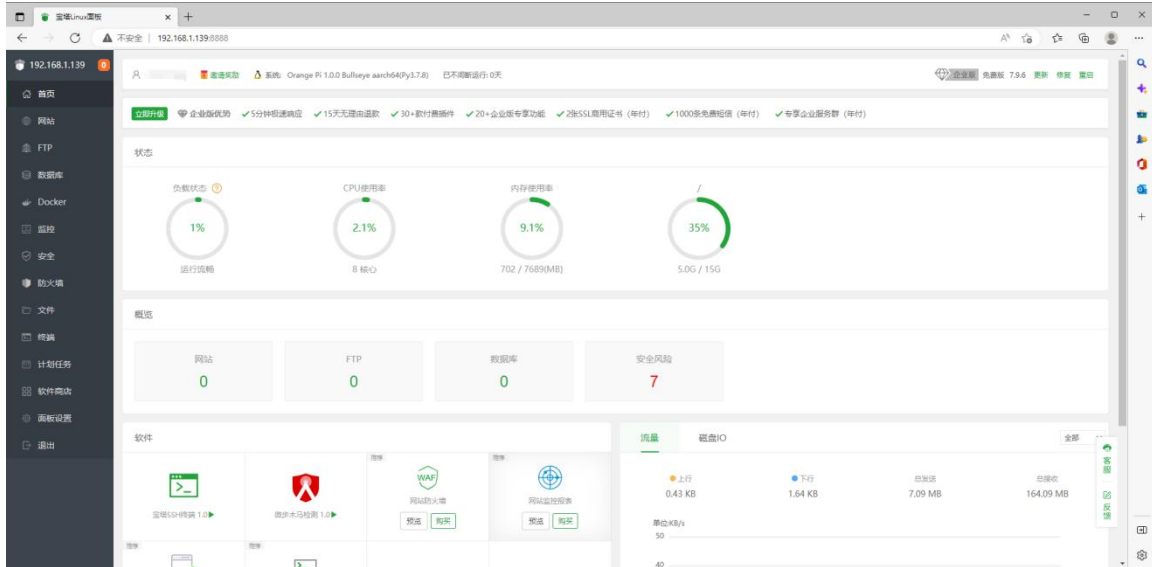 宝塔Linux面板
不安全 | 192.168.1.139:8888
192.168.1.139 0
首页
网站
FTP
数据库
Docker
监控
安全
防火墙
文件
终端
计划任务
软件商店
面板设置
退出
邀请奖励 系统: Orange Pi 1.0.0 Bullseye aarch64(Py3.7.8) 已不间断运行: 0天 企业版 免费版 7.9.6 更新 修复 重启
立即升级 企业版优势 5分钟极速响应 15天无理由退款 30+款付费插件 20+企业版专享功能 2张SSL商用证书（年付） 1000条免费短信（年付） 专享企业服务群（年付）
状态
负载状态 CPU使用率 内存使用率 /
1% 2.1% 9.1% 35%
运行流畅 8 核心 702 / 7689(MB) 5.0G / 15G
概览
网站 FTP 数据库 安全风险
0 0 0 7
软件
推荐 推荐
WAF
网站防火墙 网站监控报表
宝塔SSH终端 1.0 微步木马检测 1.0
预览 购买 预览 购买
推荐 推荐
流量 磁盘IO 全部
上行 下行 总发送 总接收
0.43 KB 1.64 KB 7.09 MB 164.09 MB
单位:KB/s
50
40
客服
反馈